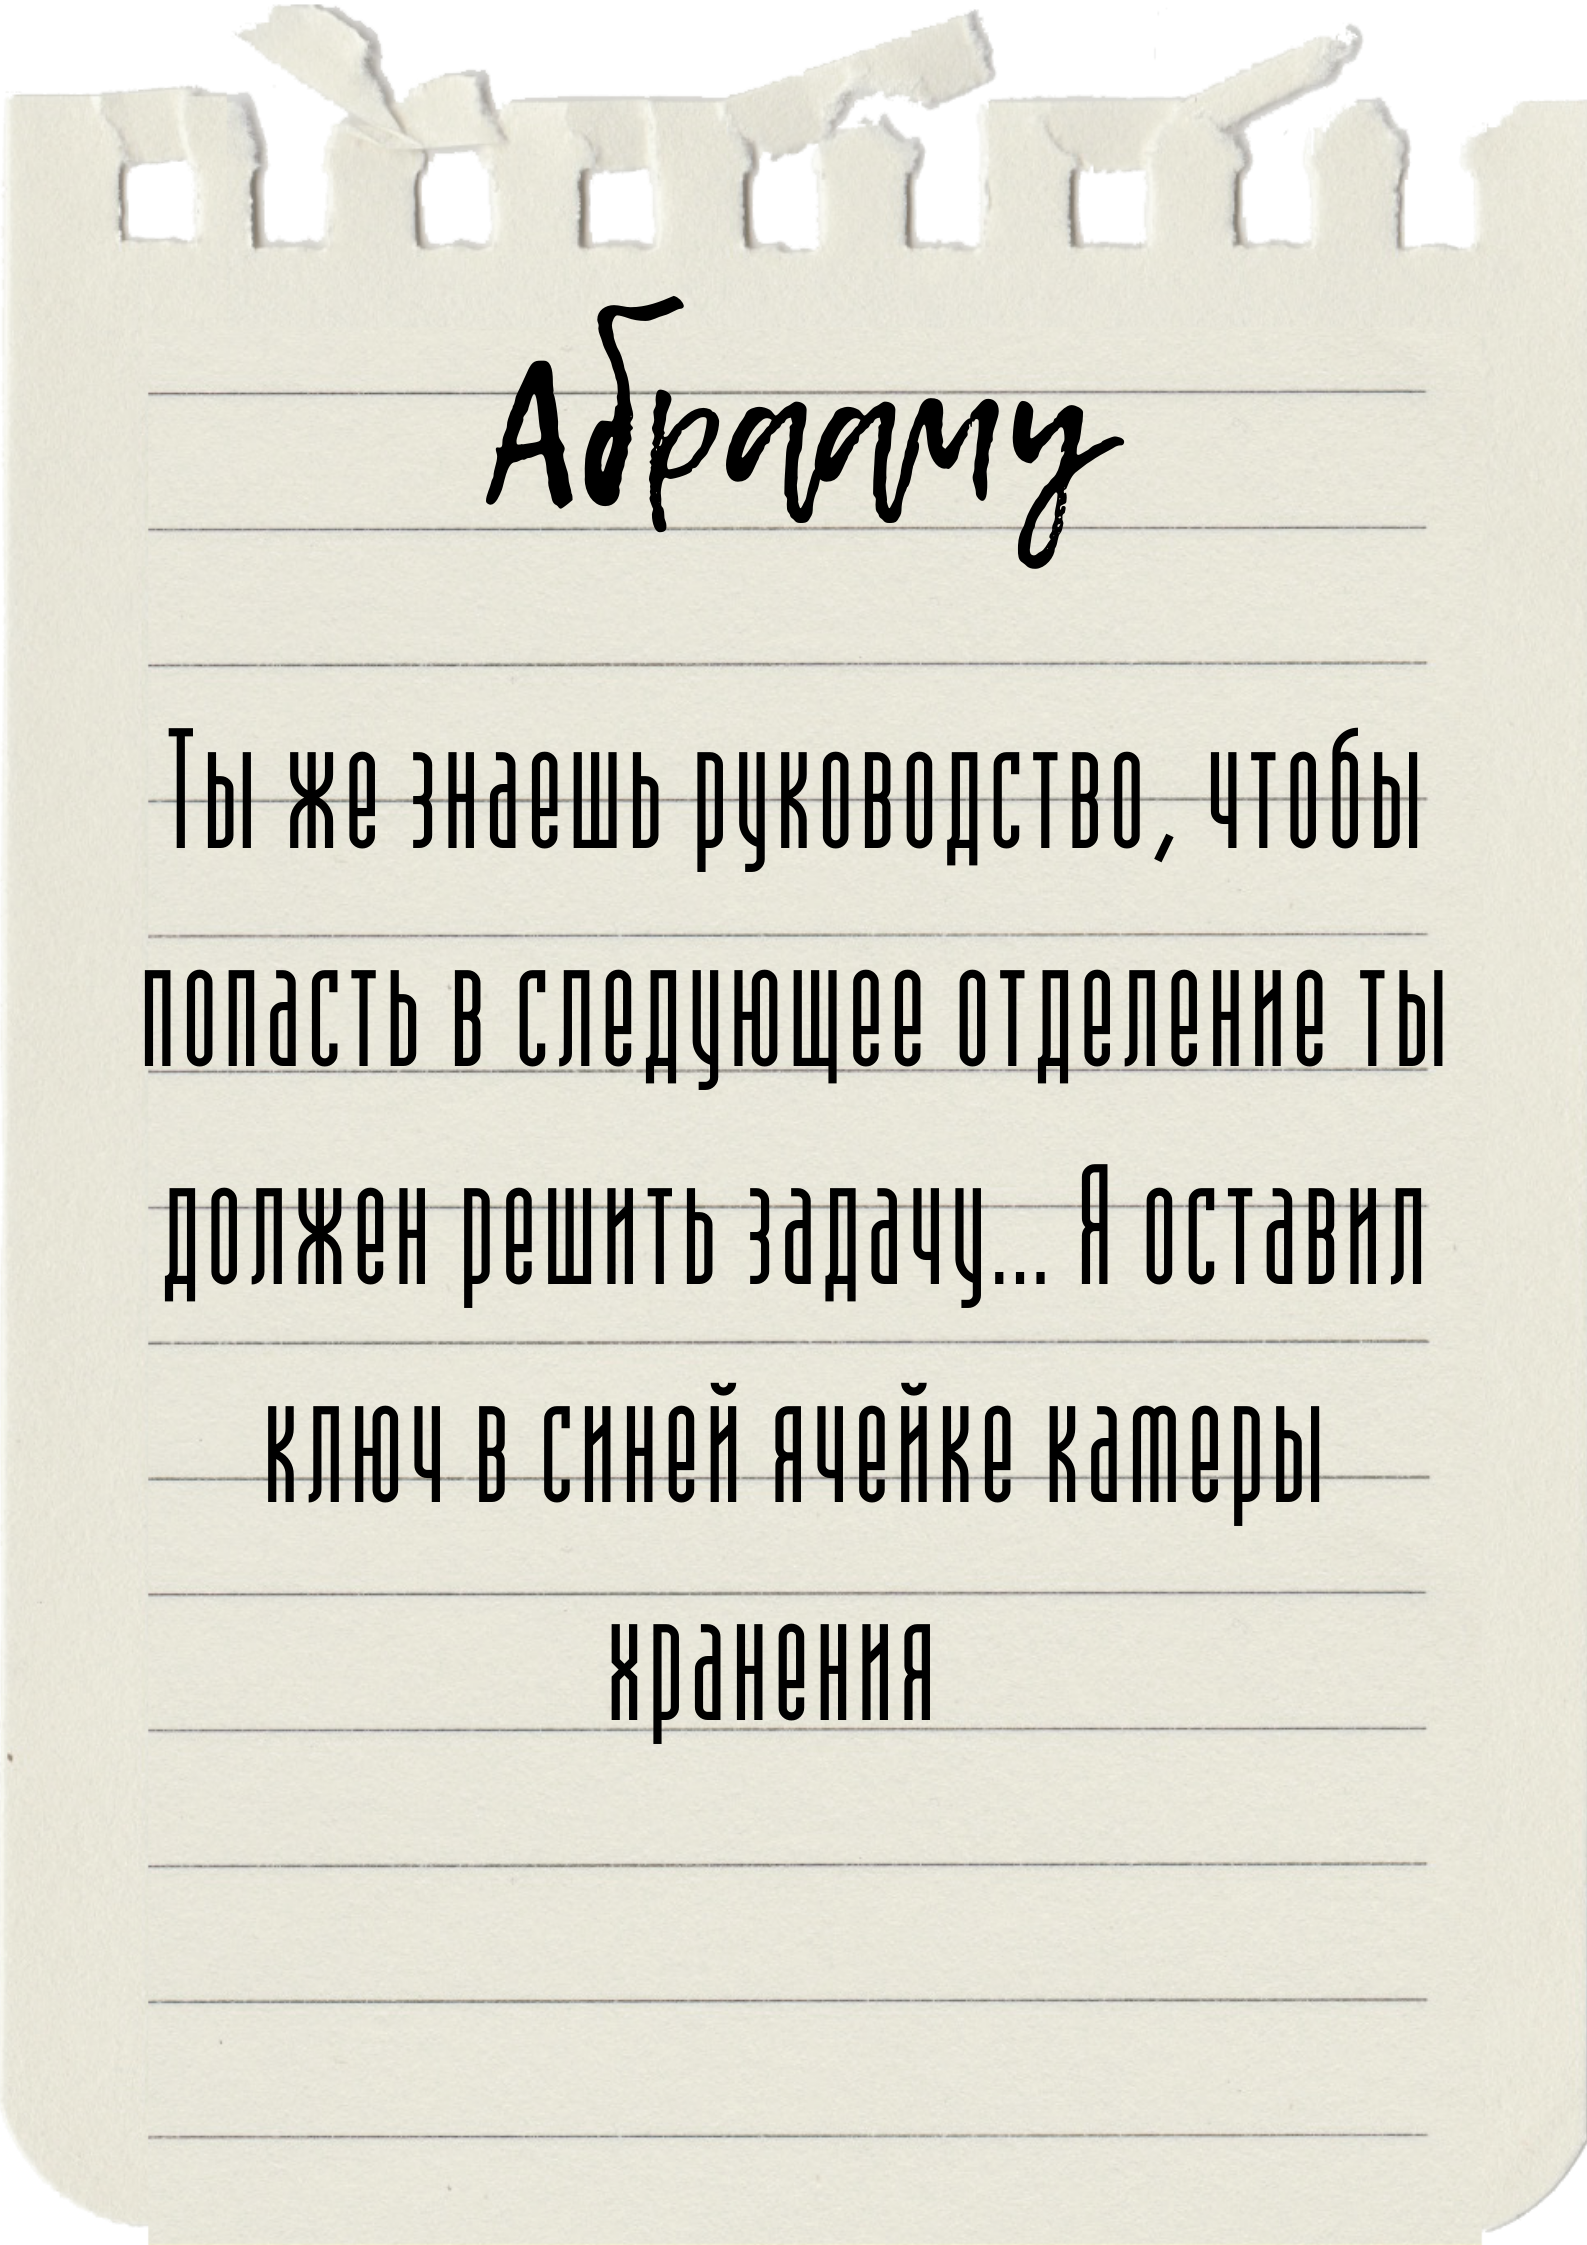 Абрааму
Ты же знаешь руководство, чтобы
попасть в следующее отделение ты
должен решить задачу... Я оставил
ключ в синей ячейке камеры
хранения